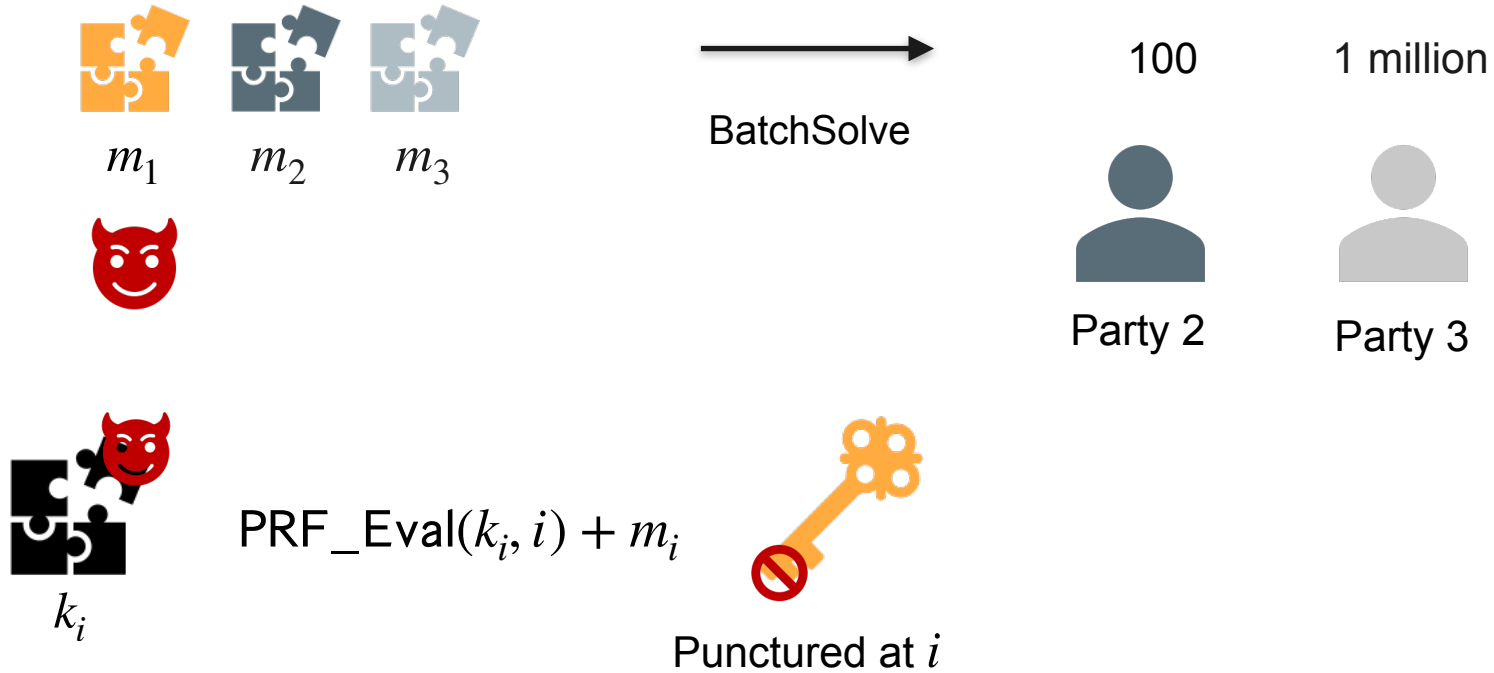 100 1 million
BatchSolve
m₁ m₂ m₃
Party 2 Party 3
PRF_Eval(kᵢ, i) + mᵢ
kᵢ
Punctured at i